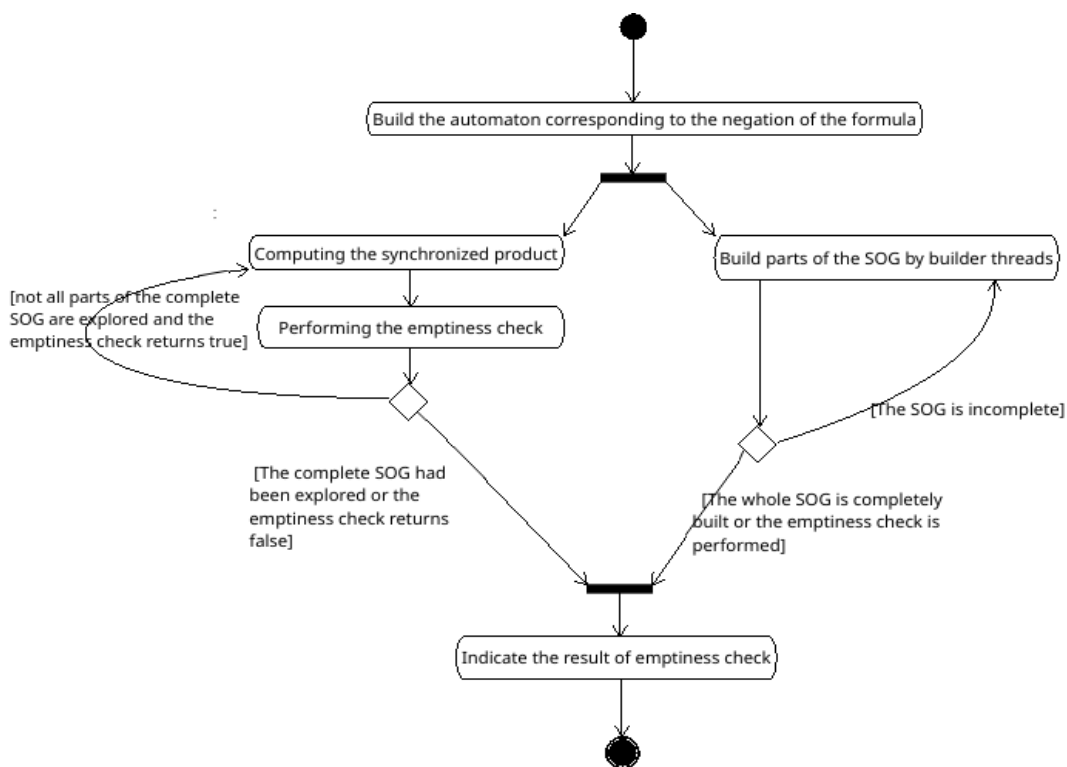 Build the automaton corresponding to the negation of the formula
:
Computing the synchronized product
Build parts of the SOG by builder threads
[not all parts of the complete
SOG are explored and the
emptiness check returns true]
Performing the emptiness check
[The SOG is incomplete]
[The complete SOG had
been explored or the
emptiness check returns
false]
[The whole SOG is completely
built or the emptiness check is
performed]
Indicate the result of emptiness check